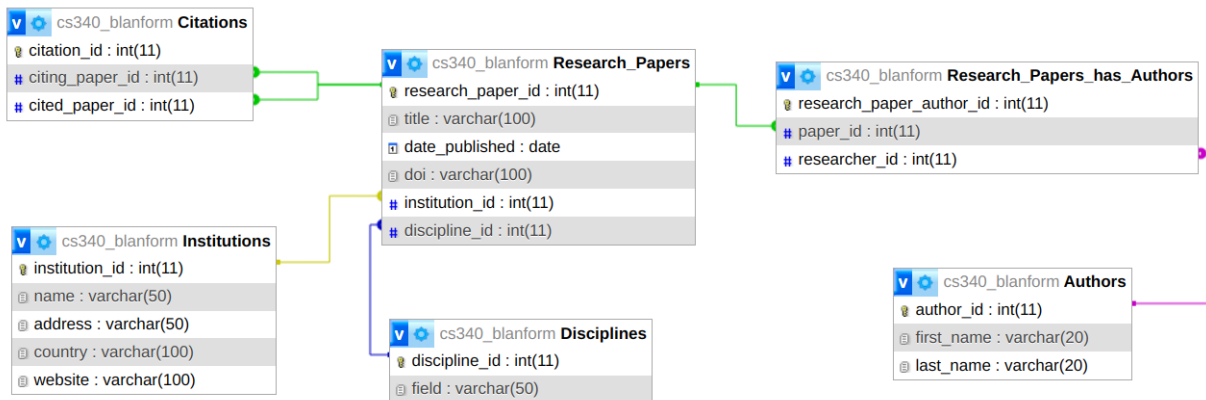 cs340_blanform Citations
citation_id : int(11)
# citing_paper_id : int(11)
# cited_paper_id : int(11)
cs340_blanform Research_Papers
research_paper_id : int(11)
title : varchar(100)
date_published : date
doi : varchar(100)
# institution_id : int(11)
# discipline_id : int(11)
cs340_blanform Research_Papers_has_Authors
research_paper_author_id : int(11)
# paper_id : int(11)
# researcher_id : int(11)
cs340_blanform Institutions
institution_id : int(11)
name : varchar(50)
address : varchar(50)
country : varchar(100)
website : varchar(100)
cs340_blanform Disciplines
discipline_id : int(11)
field : varchar(50)
cs340_blanform Authors
author_id : int(11)
first_name : varchar(20)
last_name : varchar(20)